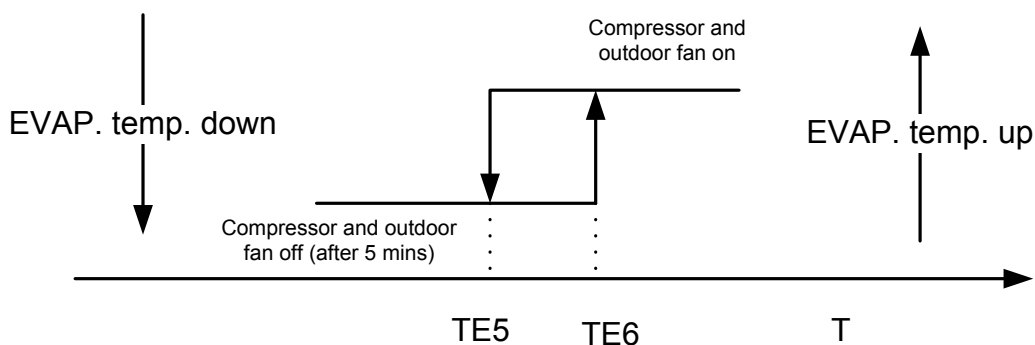 Compressor and
outdoor fan on
EVAP. temp. down
EVAP. temp. up
Compressor and outdoor
fan off (after 5 mins)
TE5
TE6
T